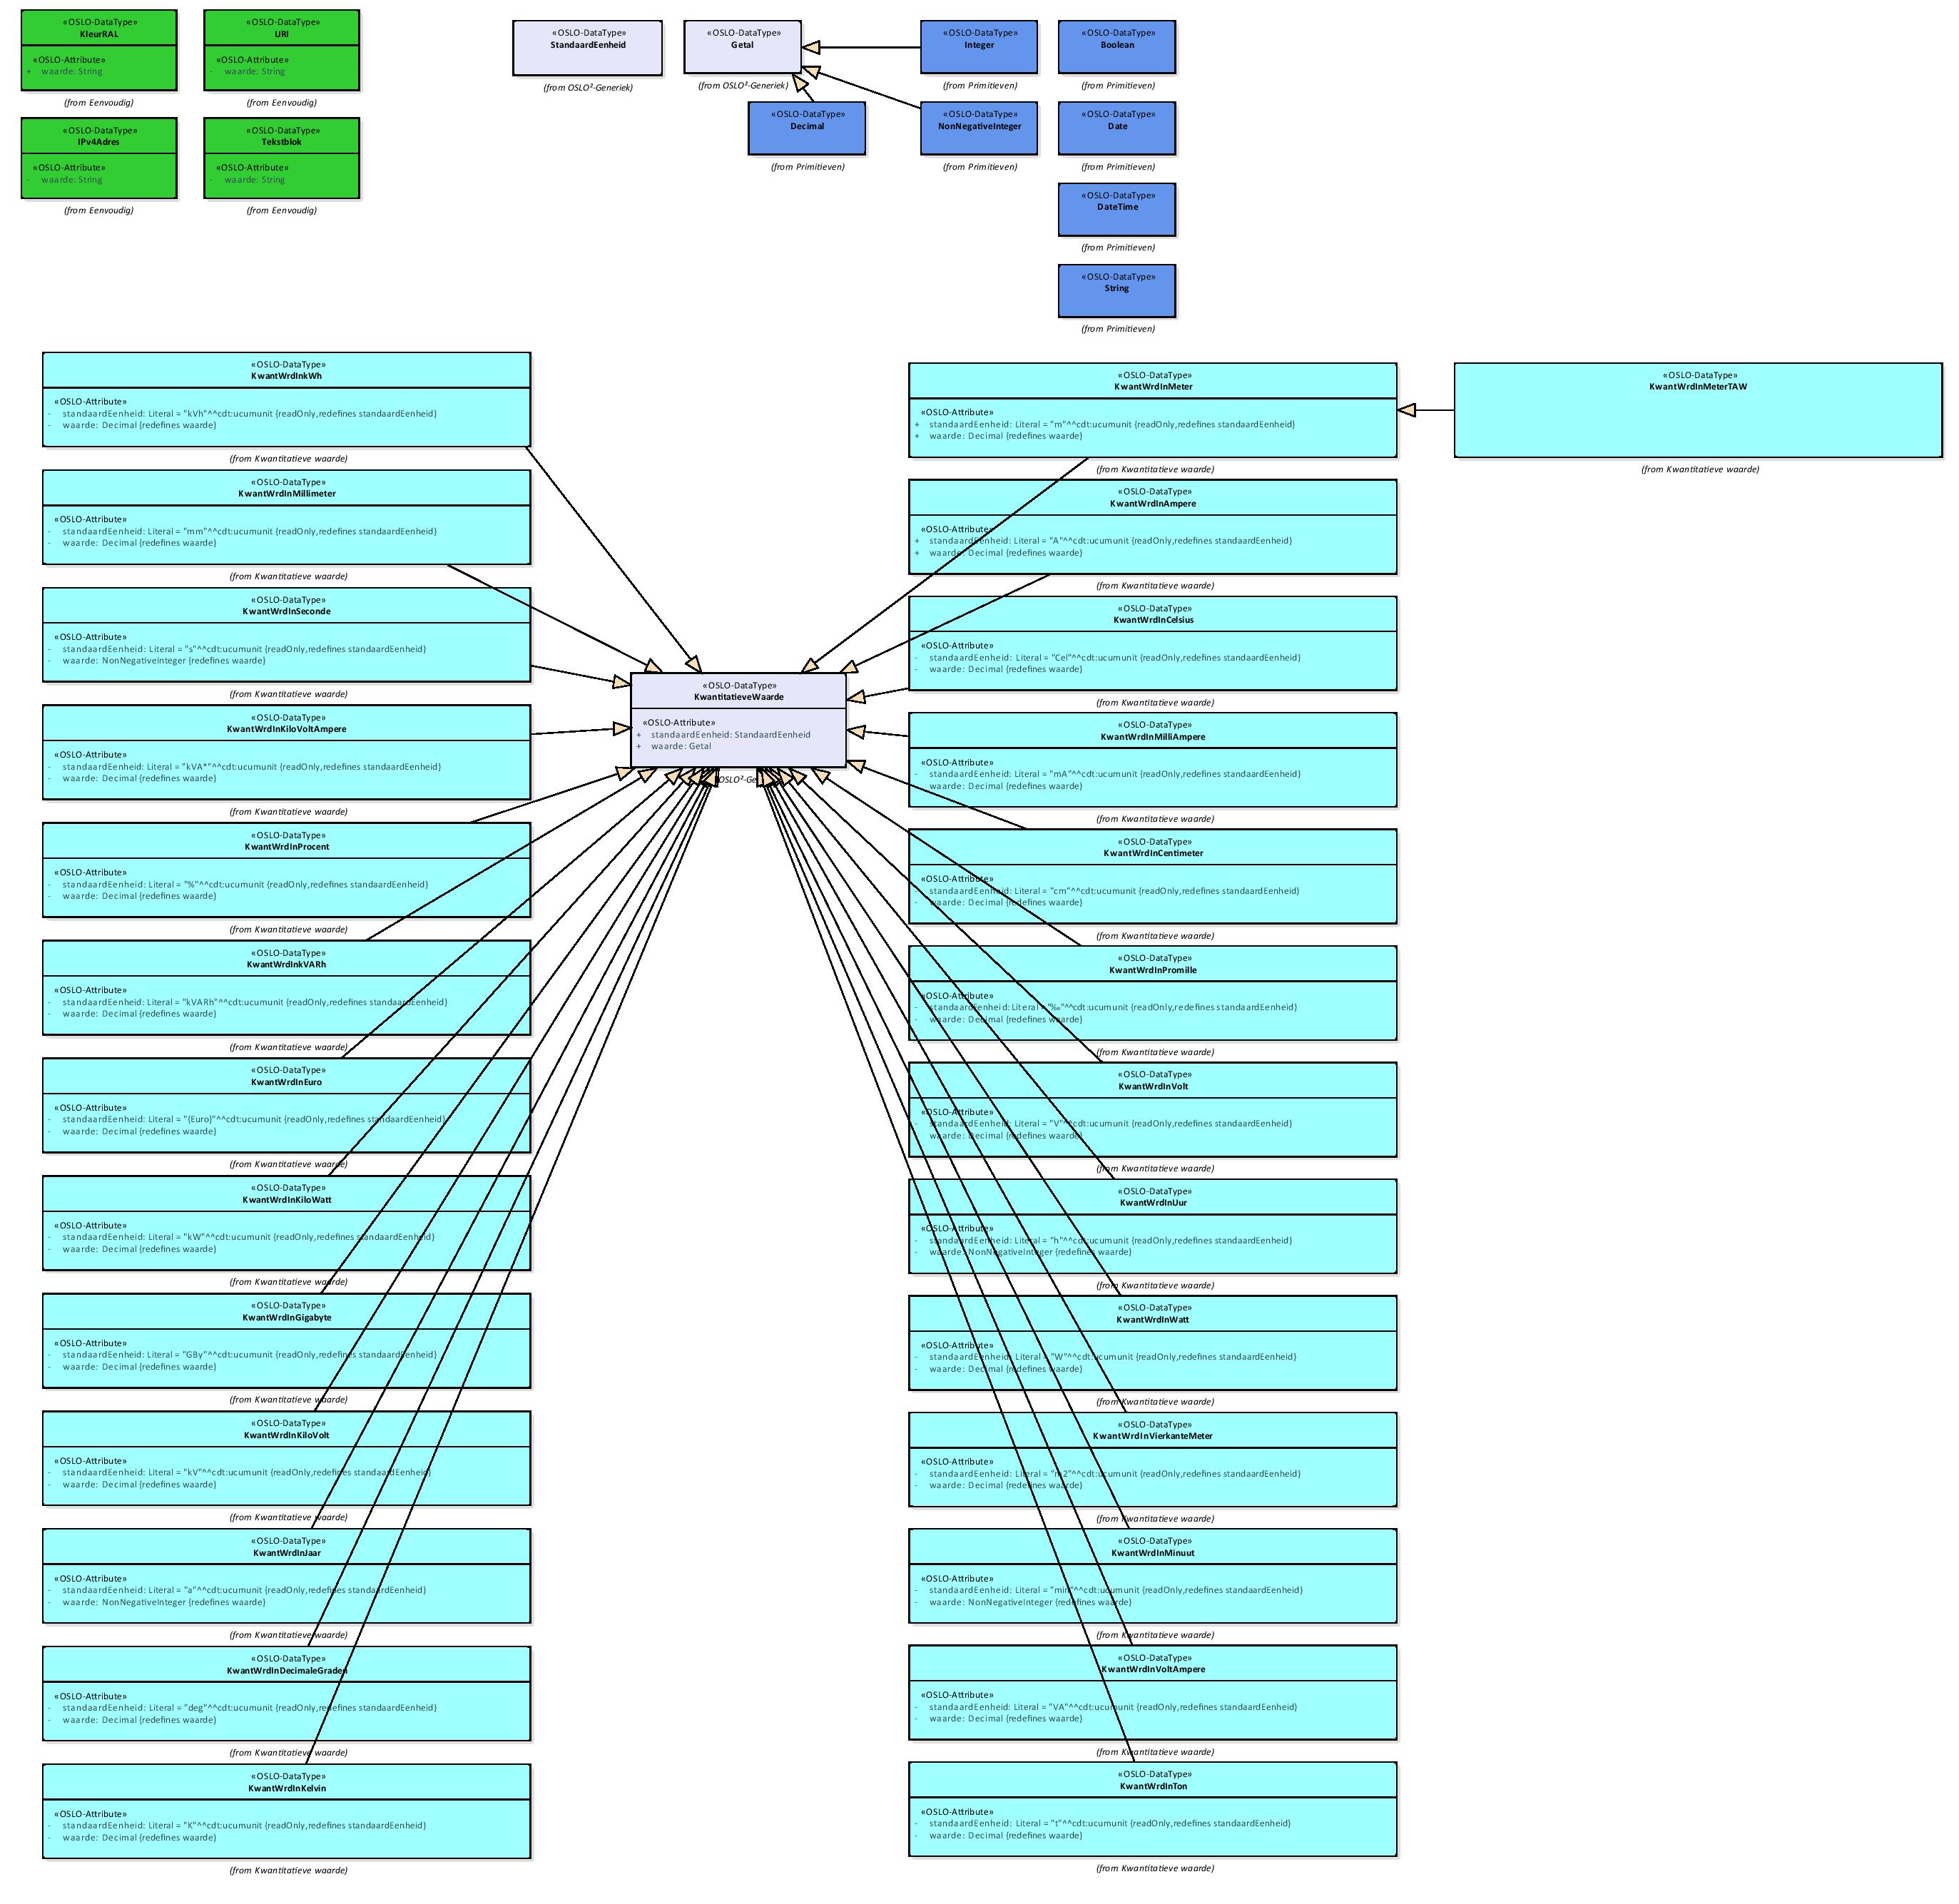 «OSLO-DataType»
KleurRAL
«OSLO-Attribute»
+ waarde: String
(from Eenvoudig)
«OSLO-DataType»
URI
«OSLO-Attribute»
- waarde: String
(from Eenvoudig)
«OSLO-DataType»
IPv4Adres
«OSLO-Attribute»
- waarde: String
(from Eenvoudig)
«OSLO-DataType»
Tekstblok
«OSLO-Attribute»
- waarde: String
(from Eenvoudig)
«OSLO-DataType»
StandaardEenheid
(from OSLO²-Generiek)
«OSLO-DataType»
Getal
(from OSLO²-Generiek)
«OSLO-DataType»
Integer
(from Primitieven)
«OSLO-DataType»
Boolean
(from Primitieven)
«OSLO-DataType»
Decimal
(from Primitieven)
«OSLO-DataType»
NonNegativeInteger
(from Primitieven)
«OSLO-DataType»
Date
(from Primitieven)
«OSLO-DataType»
DateTime
(from Primitieven)
«OSLO-DataType»
String
(from Primitieven)
«OSLO-DataType»
KwantWrdInkWh
«OSLO-Attribute»
- standaardEenheid: Literal = "kVh"^^cdt:ucumunit {readOnly,redefines standaardEenheid}
- waarde: Decimal {redefines waarde}
(from Kwantitatieve waarde)
«OSLO-DataType»
KwantWrdInMillimeter
«OSLO-Attribute»
- standaardEenheid: Literal = "mm"^^cdt:ucumunit {readOnly,redefines standaardEenheid}
- waarde: Decimal {redefines waarde}
(from Kwantitatieve waarde)
«OSLO-DataType»
KwantWrdInSeconde
«OSLO-Attribute»
- standaardEenheid: Literal = "s"^^cdt:ucumunit {readOnly,redefines standaardEenheid}
- waarde: NonNegativeInteger {redefines waarde}
(from Kwantitatieve waarde)
«OSLO-DataType»
KwantWrdInKiloVoltAmpere
«OSLO-Attribute»
- standaardEenheid: Literal = "kVA*"^^cdt:ucumunit {readOnly,redefines standaardEenheid}
- waarde: Decimal {redefines waarde}
(from Kwantitatieve waarde)
«OSLO-DataType»
KwantWrdInProcent
«OSLO-Attribute»
- standaardEenheid: Literal = "%"^^cdt:ucumunit {readOnly,redefines standaardEenheid}
- waarde: Decimal {redefines waarde}
(from Kwantitatieve waarde)
«OSLO-DataType»
KwantWrdInkVARh
«OSLO-Attribute»
- standaardEenheid: Literal = "kVARh"^^cdt:ucumunit {readOnly,redefines standaardEenheid}
- waarde: Decimal {redefines waarde}
(from Kwantitatieve waarde)
«OSLO-DataType»
KwantWrdInEuro
«OSLO-Attribute»
- standaardEenheid: Literal = "{Euro}"^^cdt:ucumunit {readOnly,redefines standaardEenheid}
- waarde: Decimal {redefines waarde}
(from Kwantitatieve waarde)
«OSLO-DataType»
KwantWrdInKiloWatt
«OSLO-Attribute»
- standaardEenheid: Literal = "kW"^^cdt:ucumunit {readOnly,redefines standaardEenheid}
- waarde: Decimal {redefines waarde}
(from Kwantitatieve waarde)
«OSLO-DataType»
KwantWrdInGigabyte
«OSLO-Attribute»
- standaardEenheid: Literal = "GBy"^^cdt:ucumunit {readOnly,redefines standaardEenheid}
- waarde: Decimal {redefines waarde}
(from Kwantitatieve waarde)
«OSLO-DataType»
KwantWrdInKiloVolt
«OSLO-Attribute»
- standaardEenheid: Literal = "kV"^^cdt:ucumunit {readOnly,redefines standaardEenheid}
- waarde: Decimal {redefines waarde}
(from Kwantitatieve waarde)
«OSLO-DataType»
KwantWrdInJaar
«OSLO-Attribute»
- standaardEenheid: Literal = "a"^^cdt:ucumunit {readOnly,redefines standaardEenheid}
- waarde: NonNegativeInteger {redefines waarde}
(from Kwantitatieve waarde)
«OSLO-DataType»
KwantWrdInDecimaleGraden
«OSLO-Attribute»
- standaardEenheid: Literal = "deg"^^cdt:ucumunit {readOnly,redefines standaardEenheid}
- waarde: Decimal {redefines waarde}
(from Kwantitatieve waarde)
«OSLO-DataType»
KwantWrdInKelvin
«OSLO-Attribute»
- standaardEenheid: Literal = "K"^^cdt:ucumunit {readOnly,redefines standaardEenheid}
- waarde: Decimal {redefines waarde}
(from Kwantitatieve waarde)
«OSLO-DataType»
KwantitatieveWaarde
«OSLO-Attribute»
+ standaardEenheid: StandaardEenheid
+ waarde: Getal
OSLO²-Ge
«OSLO-DataType»
KwantWrdInMeter
«OSLO-Attribute»
+ standaardEenheid: Literal = "m"^^cdt:ucumunit {readOnly,redefines standaardEenheid}
+ waarde: Decimal {redefines waarde}
(from Kwantitatieve waarde)
«OSLO-DataType»
KwantWrdInMeterTAW
(from Kwantitatieve waarde)
«OSLO-DataType»
KwantWrdInAmpere
«OSLO-Attribute»
+ standaardEenheid: Literal = "A"^^cdt:ucumunit {readOnly,redefines standaardEenheid}
+ waarde: Decimal {redefines waarde}
(from Kwantitatieve waarde)
«OSLO-DataType»
KwantWrdInCelsius
«OSLO-Attribute»
- standaardEenheid: Literal = "Cel"^^cdt:ucumunit {readOnly,redefines standaardEenheid}
- waarde: Decimal {redefines waarde}
(from Kwantitatieve waarde)
«OSLO-DataType»
KwantWrdInMilliAmpere
«OSLO-Attribute»
- standaardEenheid: Literal = "mA"^^cdt:ucumunit {readOnly,redefines standaardEenheid}
- waarde: Decimal {redefines waarde}
(from Kwantitatieve waarde)
«OSLO-DataType»
KwantWrdInCentimeter
«OSLO-Attribute»
- standaardEenheid: Literal = "cm"^^cdt:ucumunit {readOnly,redefines standaardEenheid}
- waarde: Decimal {redefines waarde}
(from Kwantitatieve waarde)
«OSLO-DataType»
KwantWrdInPromille
«OSLO-Attribute»
- standaardEenheid: Literal = "‰"^^cdt:ucumunit {readOnly,redefines standaardEenheid}
- waarde: Decimal {redefines waarde}
(from Kwantitatieve waarde)
«OSLO-DataType»
KwantWrdInVolt
«OSLO-Attribute»
- standaardEenheid: Literal = "V"^^cdt:ucumunit {readOnly,redefines standaardEenheid}
- waarde: Decimal {redefines waarde}
(from Kwantitatieve waarde)
«OSLO-DataType»
KwantWrdInUur
«OSLO-Attribute»
- standaardEenheid: Literal = "h"^^cdt:ucumunit {readOnly,redefines standaardEenheid}
- waarde: NonNegativeInteger {redefines waarde}
(from Kwantitatieve waarde)
«OSLO-DataType»
KwantWrdInWatt
«OSLO-Attribute»
- standaardEenheid: Literal = "W"^^cdt:ucumunit {readOnly,redefines standaardEenheid}
- waarde: Decimal {redefines waarde}
(from Kwantitatieve waarde)
«OSLO-DataType»
KwantWrdInVierkanteMeter
«OSLO-Attribute»
- standaardEenheid: Literal = "m2"^^cdt:ucumunit {readOnly,redefines standaardEenheid}
- waarde: Decimal {redefines waarde}
(from Kwantitatieve waarde)
«OSLO-DataType»
KwantWrdInMinuut
«OSLO-Attribute»
- standaardEenheid: Literal = "min"^^cdt:ucumunit {readOnly,redefines standaardEenheid}
- waarde: NonNegativeInteger {redefines waarde}
(from Kwantitatieve waarde)
«OSLO-DataType»
KwantWrdInVoltAmpere
«OSLO-Attribute»
- standaardEenheid: Literal = "VA"^^cdt:ucumunit {readOnly,redefines standaardEenheid}
- waarde: Decimal {redefines waarde}
(from Kwantitatieve waarde)
«OSLO-DataType»
KwantWrdInTon
«OSLO-Attribute»
- standaardEenheid: Literal = "t"^^cdt:ucumunit {readOnly,redefines standaardEenheid}
- waarde: Decimal {redefines waarde}
(from Kwantitatieve waarde)